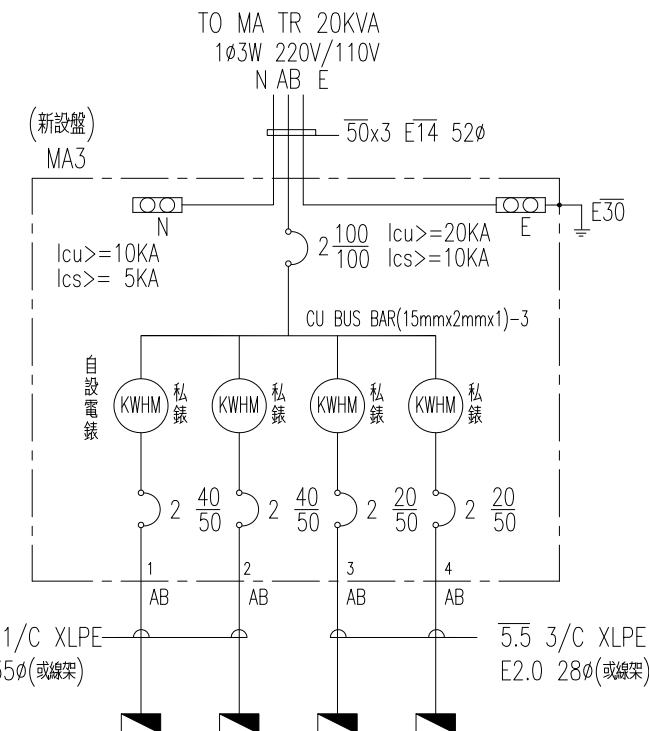 TO MA TR 20KVA
1ø3W 220V/110V
N AB E
50x3 E14 52ø
(新設盤)
MA3
N
E
E30
Icu>=10KA
Ics>= 5KA
2 100/100
Icu>=20KA
Ics>=10KA
CU BUS BAR(15mmx2mmx1)-3
自設電錶
KWHM 私錶 KWHM 私錶 KWHM 私錶 KWHM 私錶
2 40/50 2 40/50 2 20/50 2 20/50
1 2 3 4
AB AB AB AB
1/C XLPE
5.5 3/C XLPE
5ø(或線架)
E2.0 28ø(或線架)